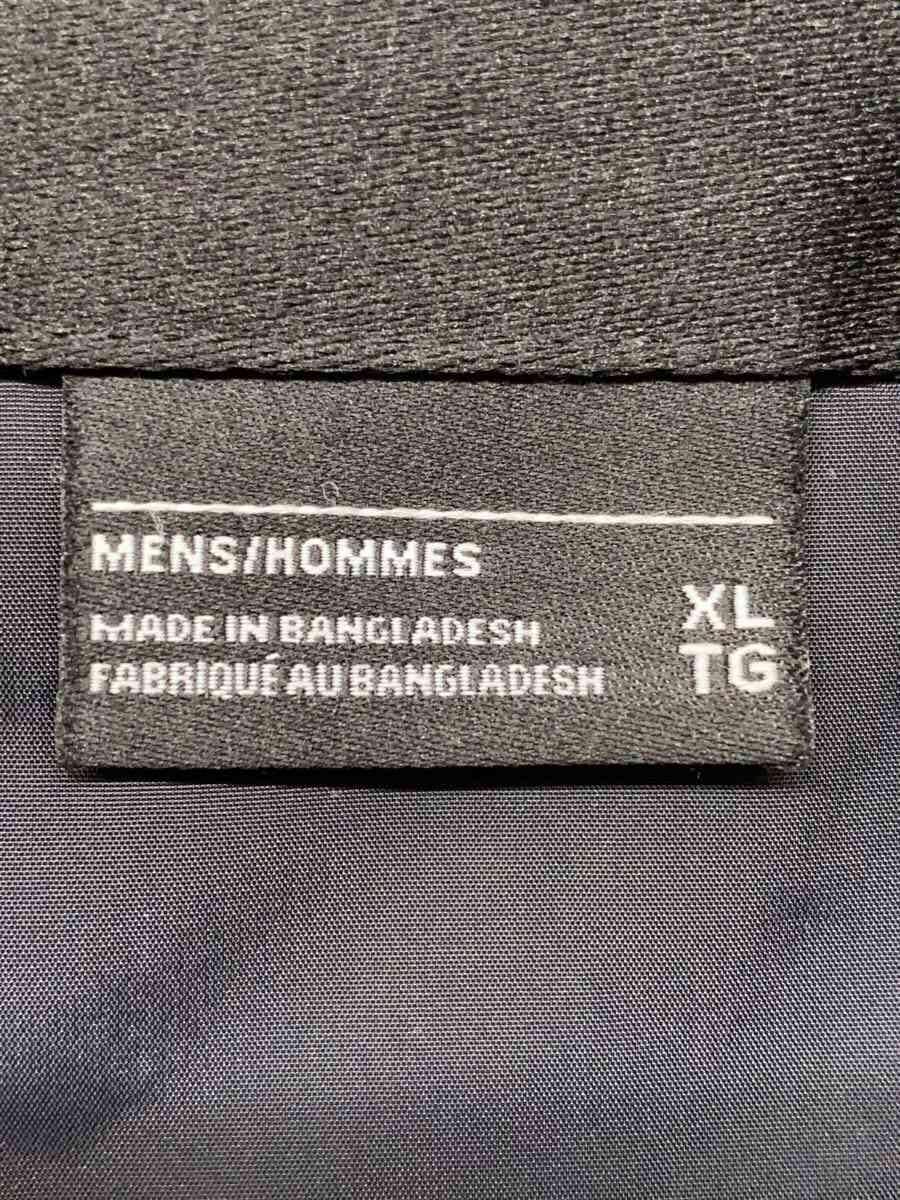 MENS/HOMMES
MADE IN BANGLADESH
FABRIQUÉ AU BANGLADESH
XL
TG